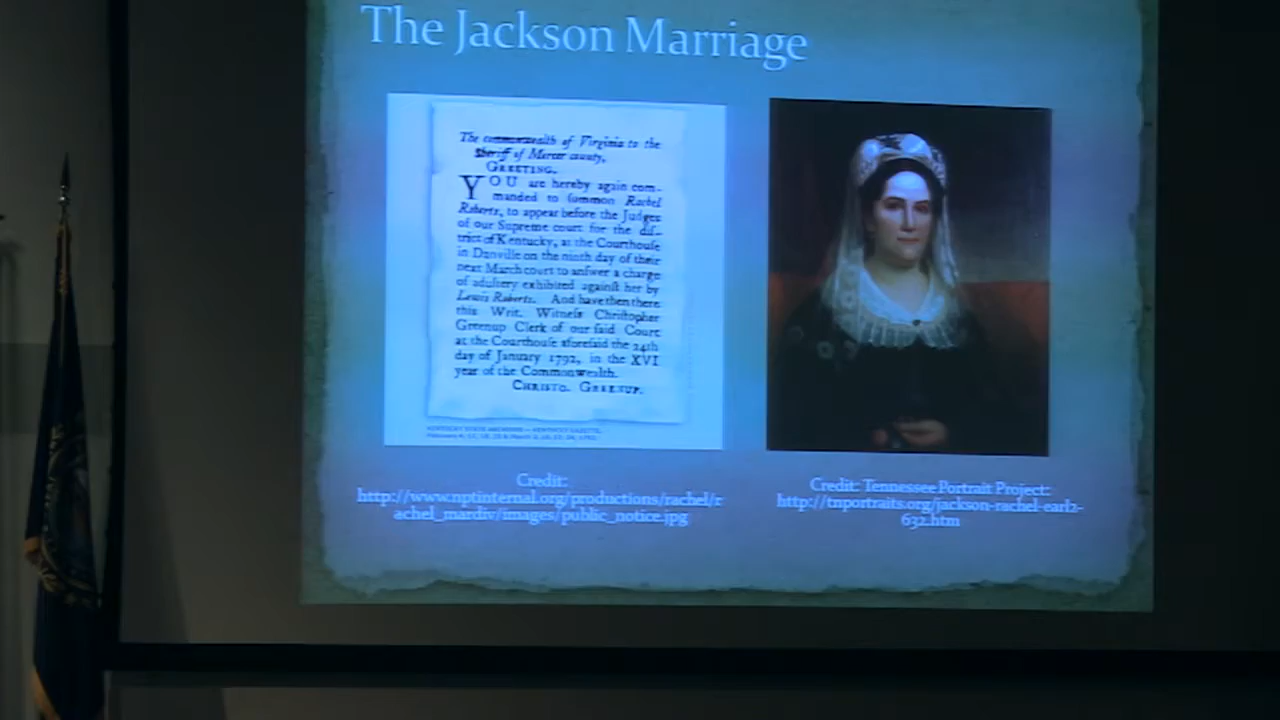 The Jackson Marriage
The commonwealth of Virginia to the
Sheriff of Mercer county,
GREETING.
YOU are hereby again com-
manded to ſummon Rachel
Roberts, to appear before the Judges
of our Supreme court for the diſ-
trict of Kentucky, at the Courthouſe
in Danville on the ninth day of their
next March court to anſwer a charge
of adultery exhibited againſt her by
Lewis Roberts. And have then there
this Writ. Witneſs Chriſtopher
Greenup Clerk of our ſaid Court
at the Courthouſe aforeſaid the 24th
day of January 1792, in the XVI
year of the Commonwealth.
CHRISTO. GREENUP.
KENTUCKY STATE ARCHIVES — KENTUCKY GAZETTE,
Credit:
http://www.nptinternal.org/productions/rachel/r
achel_mardiv/images/public_notice.jpg
Credit: Tennessee Portrait Project:
http://tnportraits.org/jackson-rachel-earl2-
632.htm